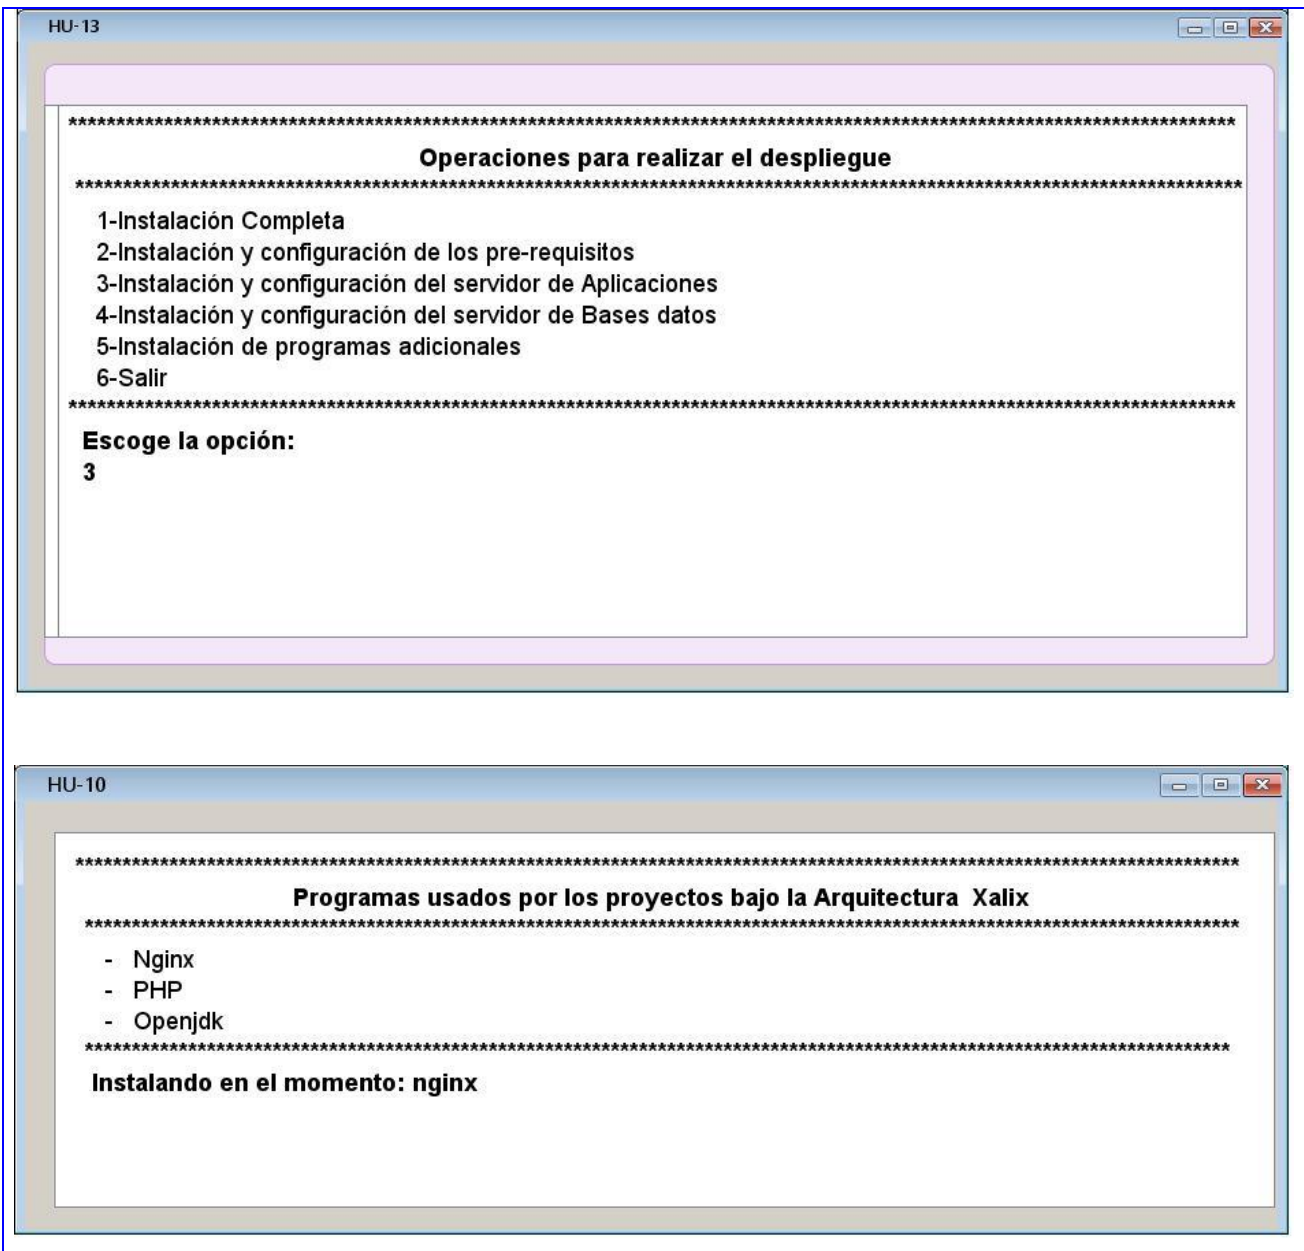 HU-13
************************************************************************************************************************
Operaciones para realizar el despliegue
************************************************************************************************************************
1-Instalación Completa
2-Instalación y configuración de los pre-requisitos
3-Instalación y configuración del servidor de Aplicaciones
4-Instalación y configuración del servidor de Bases datos
5-Instalación de programas adicionales
6-Salir
************************************************************************************************************************
Escoge la opción:
3
HU-10
************************************************************************************************************************
Programas usados por los proyectos bajo la Arquitectura Xalix
************************************************************************************************************************
- Nginx
- PHP
- Openjdk
************************************************************************************************************************
Instalando en el momento: nginx